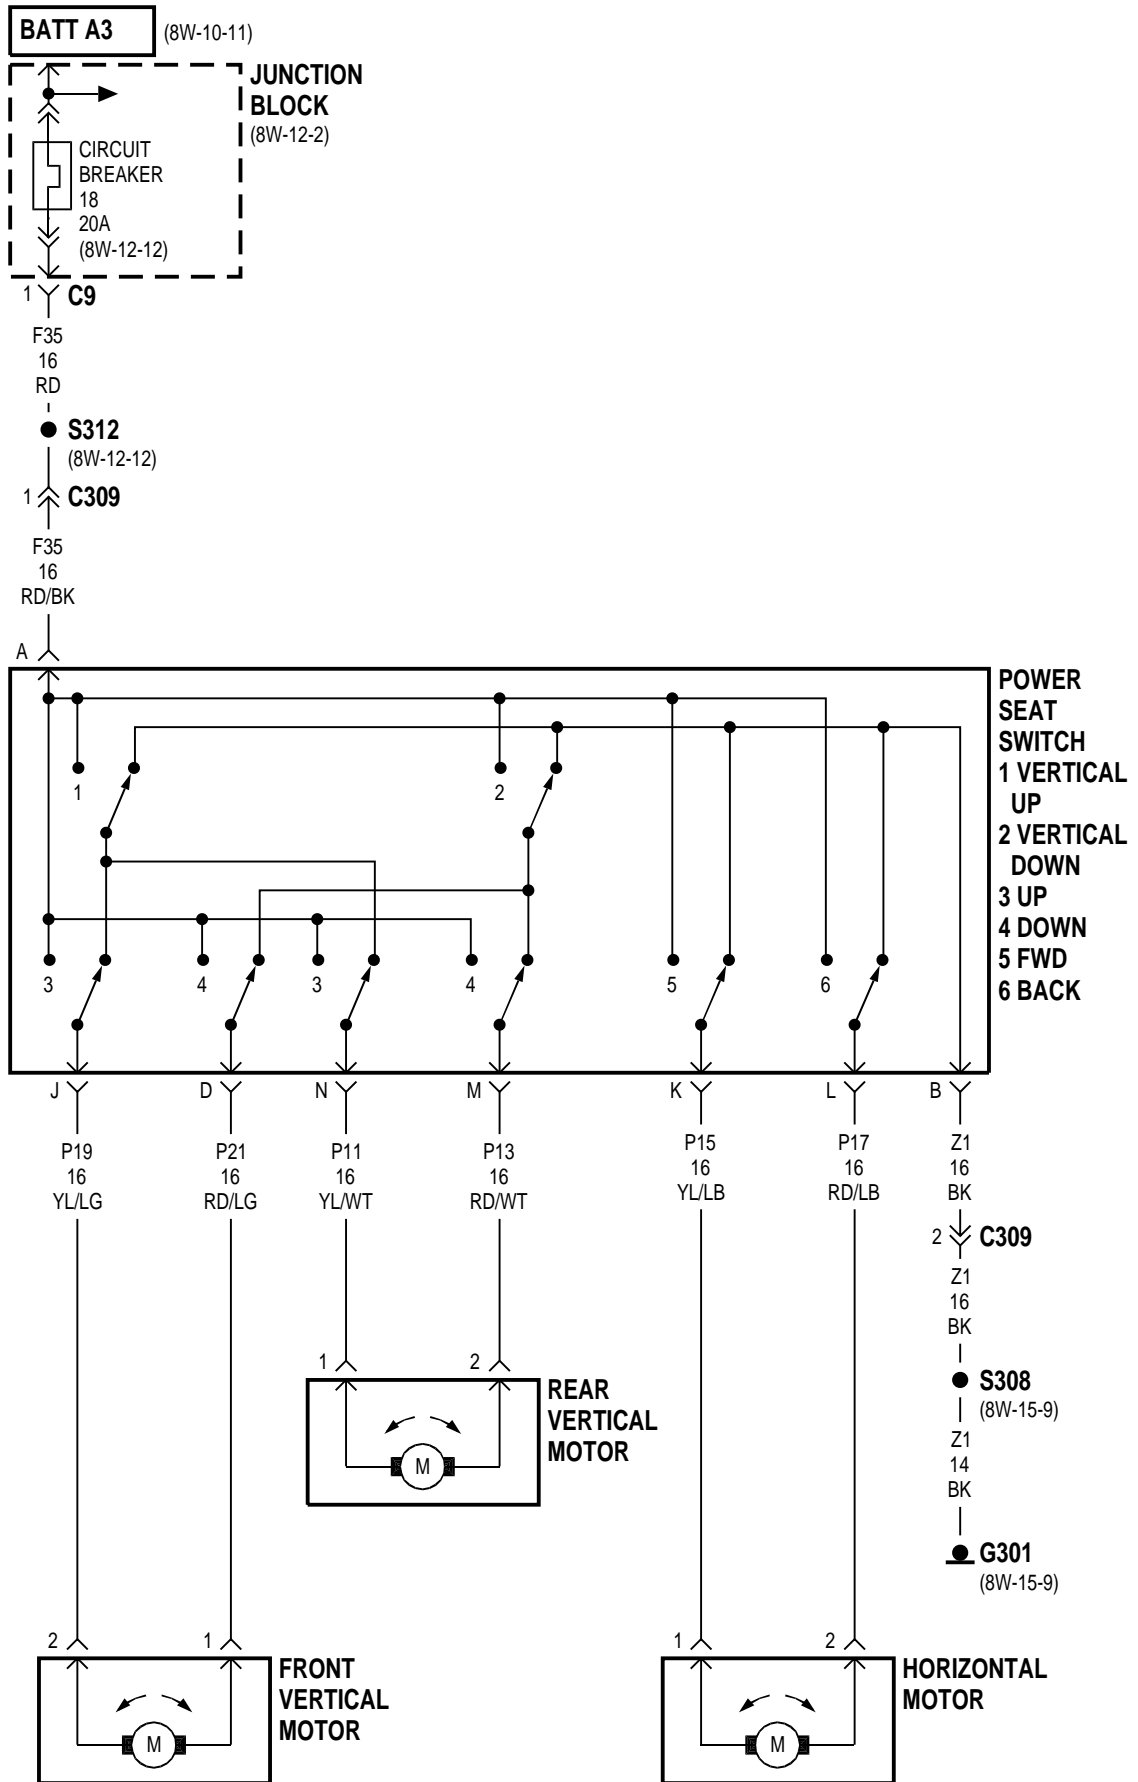 BATT A3 (8W-10-11)
JUNCTION
BLOCK
(8W-12-2)
CIRCUIT
BREAKER
18
20A
(8W-12-12)
1 C9
F35
16
RD
S312
(8W-12-12)
1 C309
F35
16
RD/BK
A
POWER
SEAT
SWITCH
1 VERTICAL
UP
2 VERTICAL
DOWN
3 UP
4 DOWN
5 FWD
6 BACK
1 2
3 4 3 4 5 6
J D N M K L B
P19 P21 P11 P13 P15 P17 Z1
16 16 16 16 16 16 16
YL/LG RD/LG YL/WT RD/WT YL/LB RD/LB BK
2 C309
Z1
16
BK
1 2
REAR
VERTICAL
MOTOR
M
S308
(8W-15-9)
Z1
14
BK
G301
(8W-15-9)
2 1 1 2
FRONT
VERTICAL
MOTOR
M
HORIZONTAL
MOTOR
M